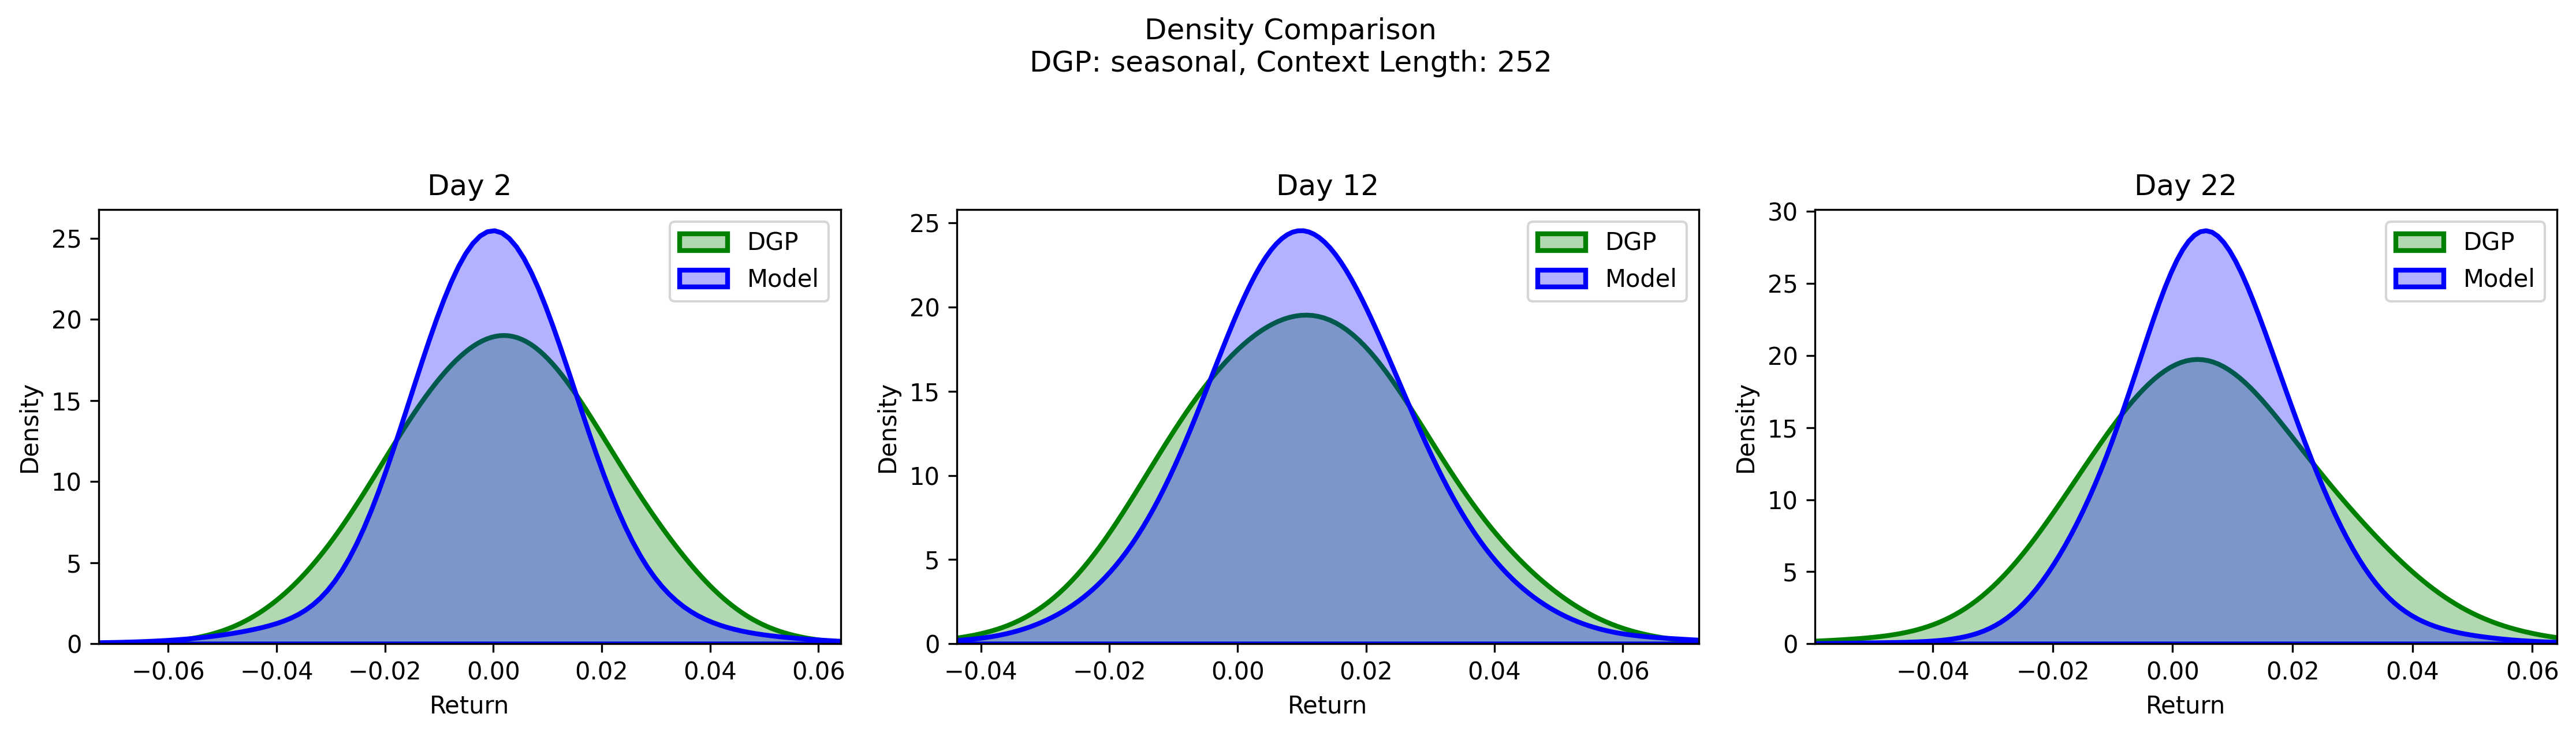 Density Comparison
DGP: seasonal, Context Length: 252
Day 2
25
20
15
10
5
0
Density
−0.06 −0.04 −0.02 0.00 0.02 0.04 0.06
Return
DGP
Model
Day 12
25
20
15
10
5
0
Density
−0.04 −0.02 0.00 0.02 0.04 0.06
Return
DGP
Model
Day 22
30
25
20
15
10
5
0
Density
−0.04 −0.02 0.00 0.02 0.04 0.06
Return
DGP
Model